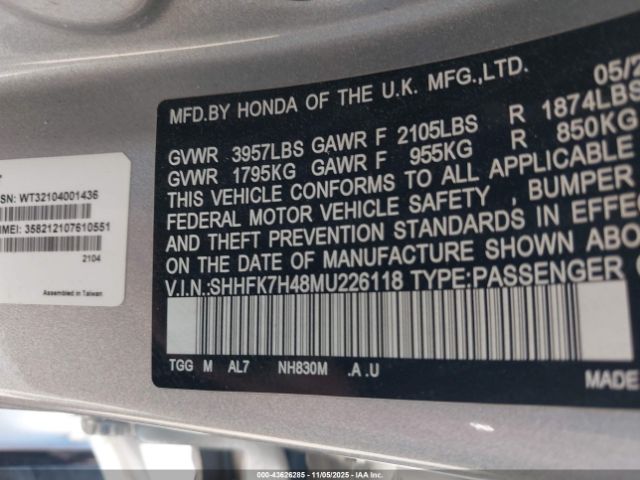 SN: WT32104001436
IMEI: 358212107610551
2104
Assembled in Taiwan
MFD.BY HONDA OF THE U.K. MFG.,LTD. 05/2
GVWR 3957LBS GAWR F 2105LBS R 1874LBS
GVWR 1795KG GAWR F 955KG R 850KG
THIS VEHICLE CONFORMS TO ALL APPLICABLE
FEDERAL MOTOR VEHICLE SAFETY , BUMPER
AND THEFT PREVENTION STANDARDS IN EFFE
ON THE DATE OF MANUFACTURE SHOWN ABO
V.I.N.:SHHFK7H48MU226118 TYPE:PASSENGER
TGG M AL7 NH830M .A .U
MADE
000-43626285 - 11/05/2025 - IAAI.com